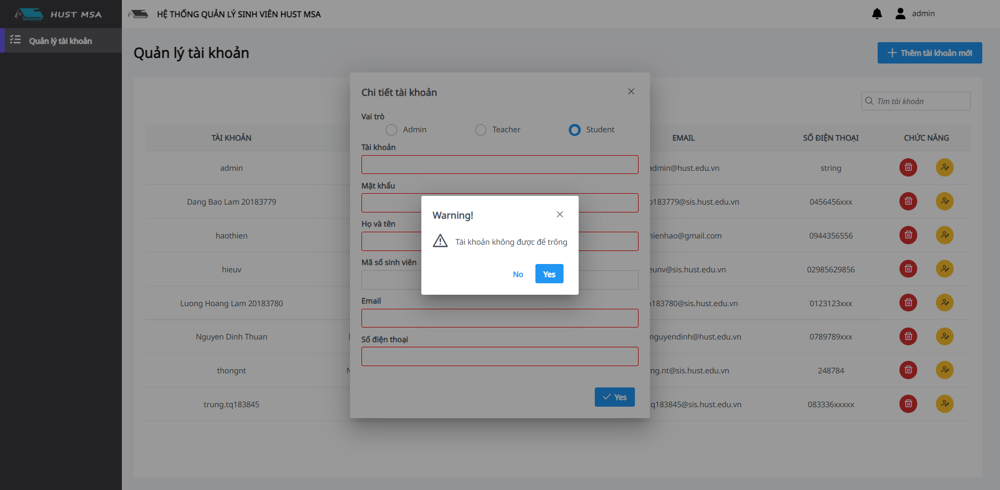 HUST MSA
HỆ THỐNG QUẢN LÝ SINH VIÊN HUST MSA
admin
Quản lý tài khoản
Quản lý tài khoản
Thêm tài khoản mới
Tìm tài khoản
TÀI KHOẢN
EMAIL
SỐ ĐIỆN THOẠI
CHỨC NĂNG
admin
admin@hust.edu.vn
string
Dang Bao Lam 20183779
183779@sis.hust.edu.vn
0456456xxx
haothien
ienhao@gmail.com
0944356556
hieuv
eunv@sis.hust.edu.vn
02985629856
Luong Hoang Lam 20183780
183780@sis.hust.edu.vn
0123123xxx
Nguyen Dinh Thuan
nguyendinh@hust.edu.vn
0789789xxx
thongnt
N
ng.nt@sis.hust.edu.vn
248784
trung.tq183845
q183845@sis.hust.edu.vn
083336xxxxx
Chi tiết tài khoản
Vai trò
Admin
Teacher
Student
Tài khoản
Mật khẩu
Họ và tên
Mã số sinh viên
Email
Số điện thoại
Yes
Warning!
Tài khoản không được để trống
No
Yes